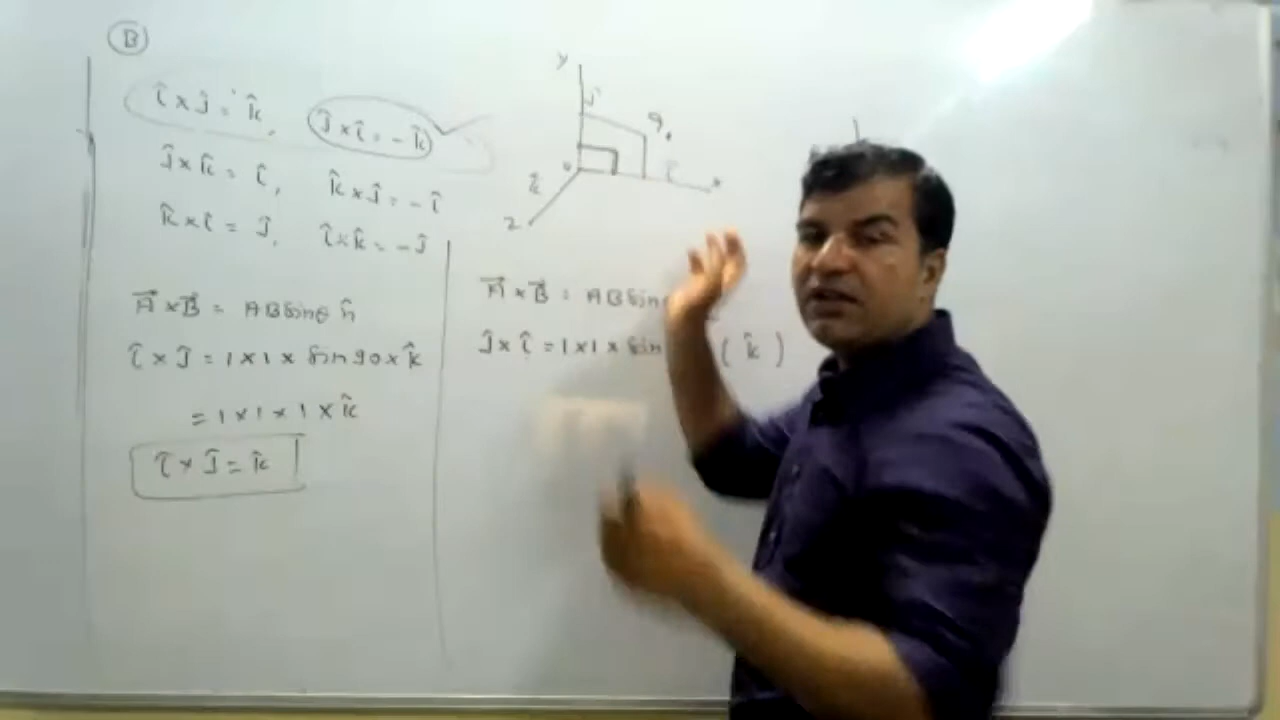 B
î × ĵ = k̂, ĵ × î = - k̂
ĵ × k̂ = î, k̂ × ĵ = - î
k̂ × î = ĵ, î × k̂ = - ĵ
A⃗ × B⃗ = AB sinθ n̂
î × ĵ = 1 × 1 × sin 90 × k̂
= 1 × 1 × 1 × k̂
î × ĵ = k̂
y
ĵ
90
î
x
o
k̂
z
A⃗ × B⃗ = AB sin
ĵ × î = 1 × 1 × sin ( k̂ )